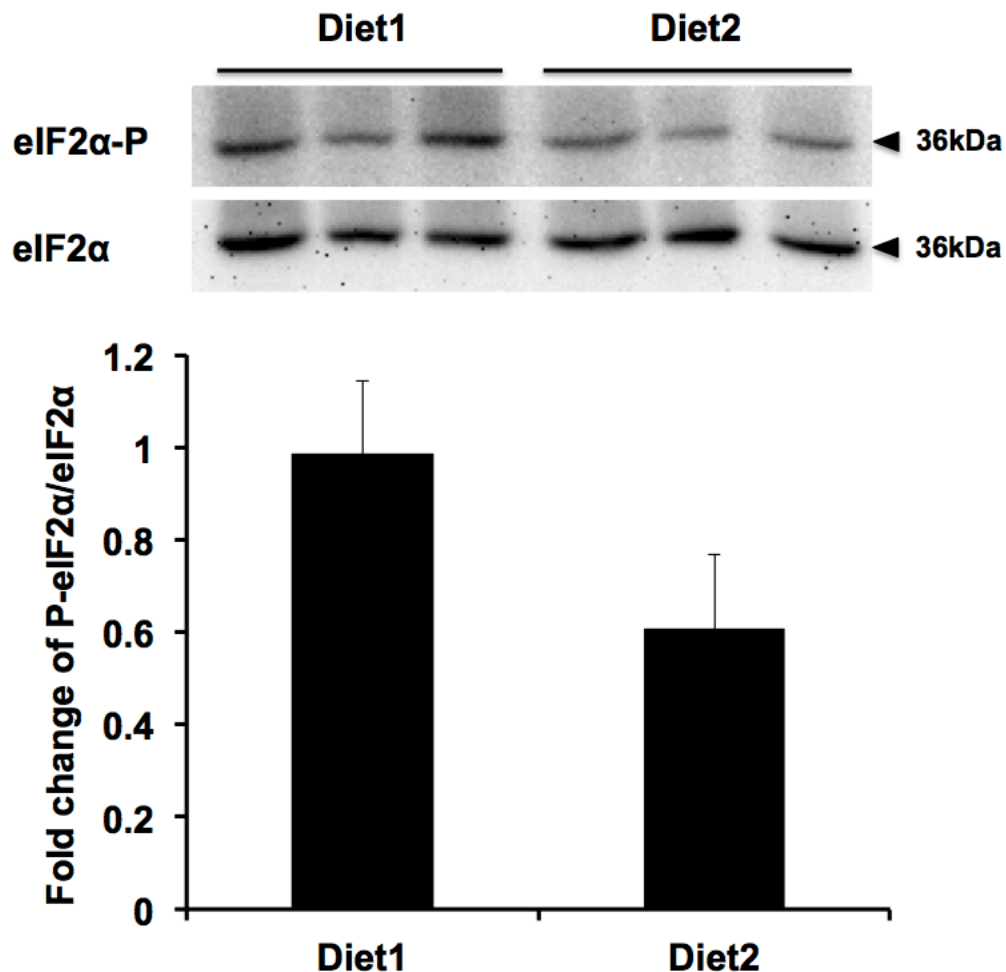 Diet1 Diet2
eIF2α-P 36kDa
eIF2α 36kDa
Fold change of P-eIF2α/eIF2α
1.2
1
0.8
0.6
0.4
0.2
0
Diet1 Diet2